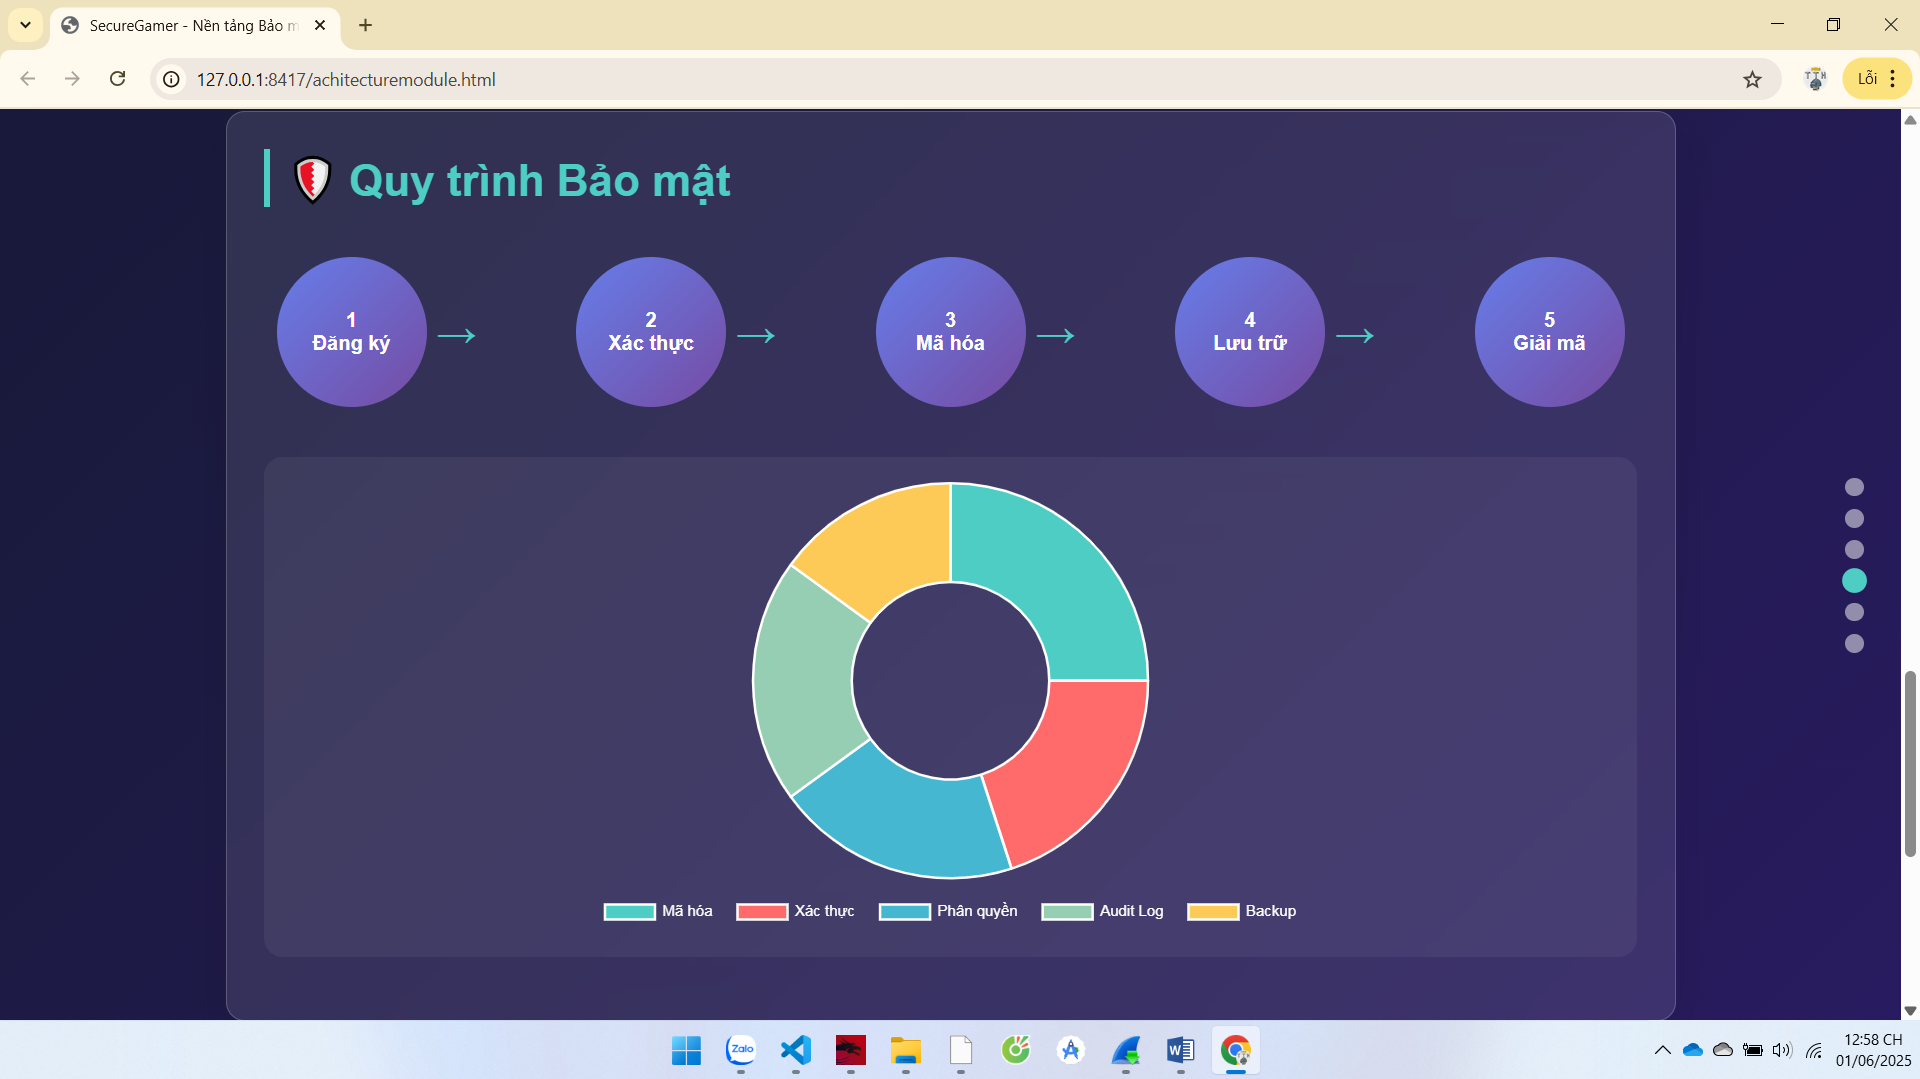 SecureGamer - Nền tảng Bảo m
127.0.0.1:8417/achitecturemodule.html
Lỗi
Quy trình Bảo mật
1
Đăng ký
→
2
Xác thực
→
3
Mã hóa
→
4
Lưu trữ
→
5
Giải mã
Mã hóa
Xác thực
Phân quyền
Audit Log
Backup
Zalo
W
12:58 CH
01/06/2025